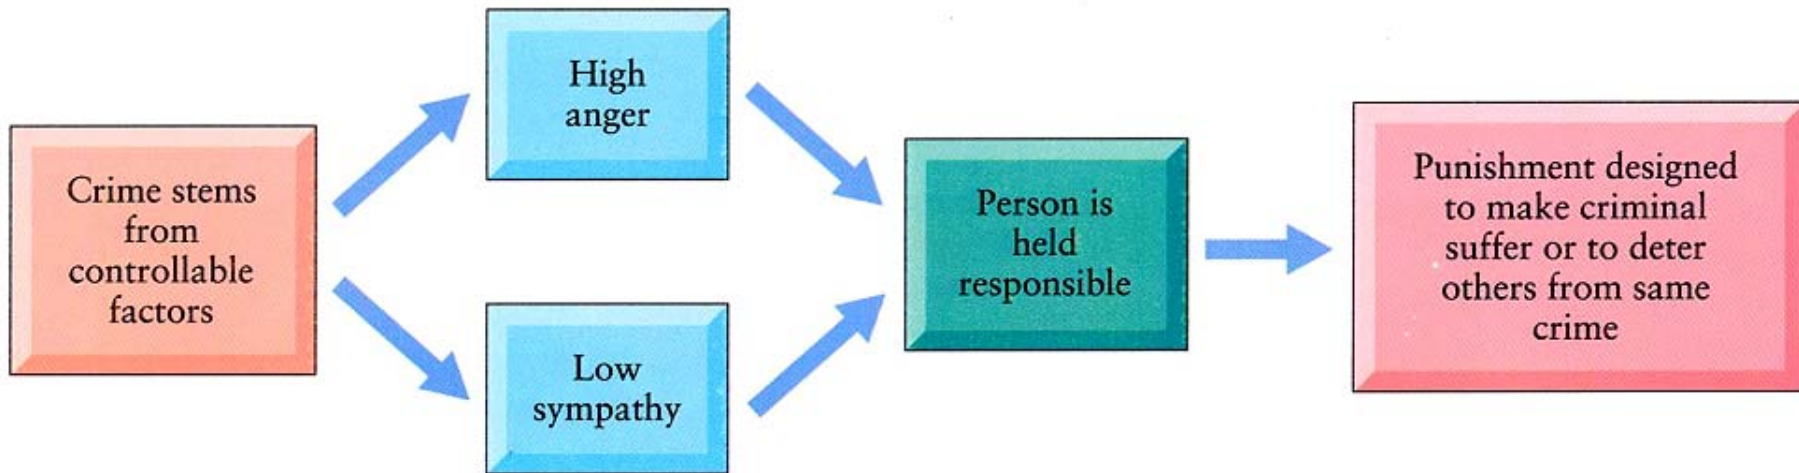 Crime stems
from
controllable
factors
High
anger
Low
sympathy
Person is
held
responsible
Punishment designed
to make criminal
suffer or to deter
others from same
crime